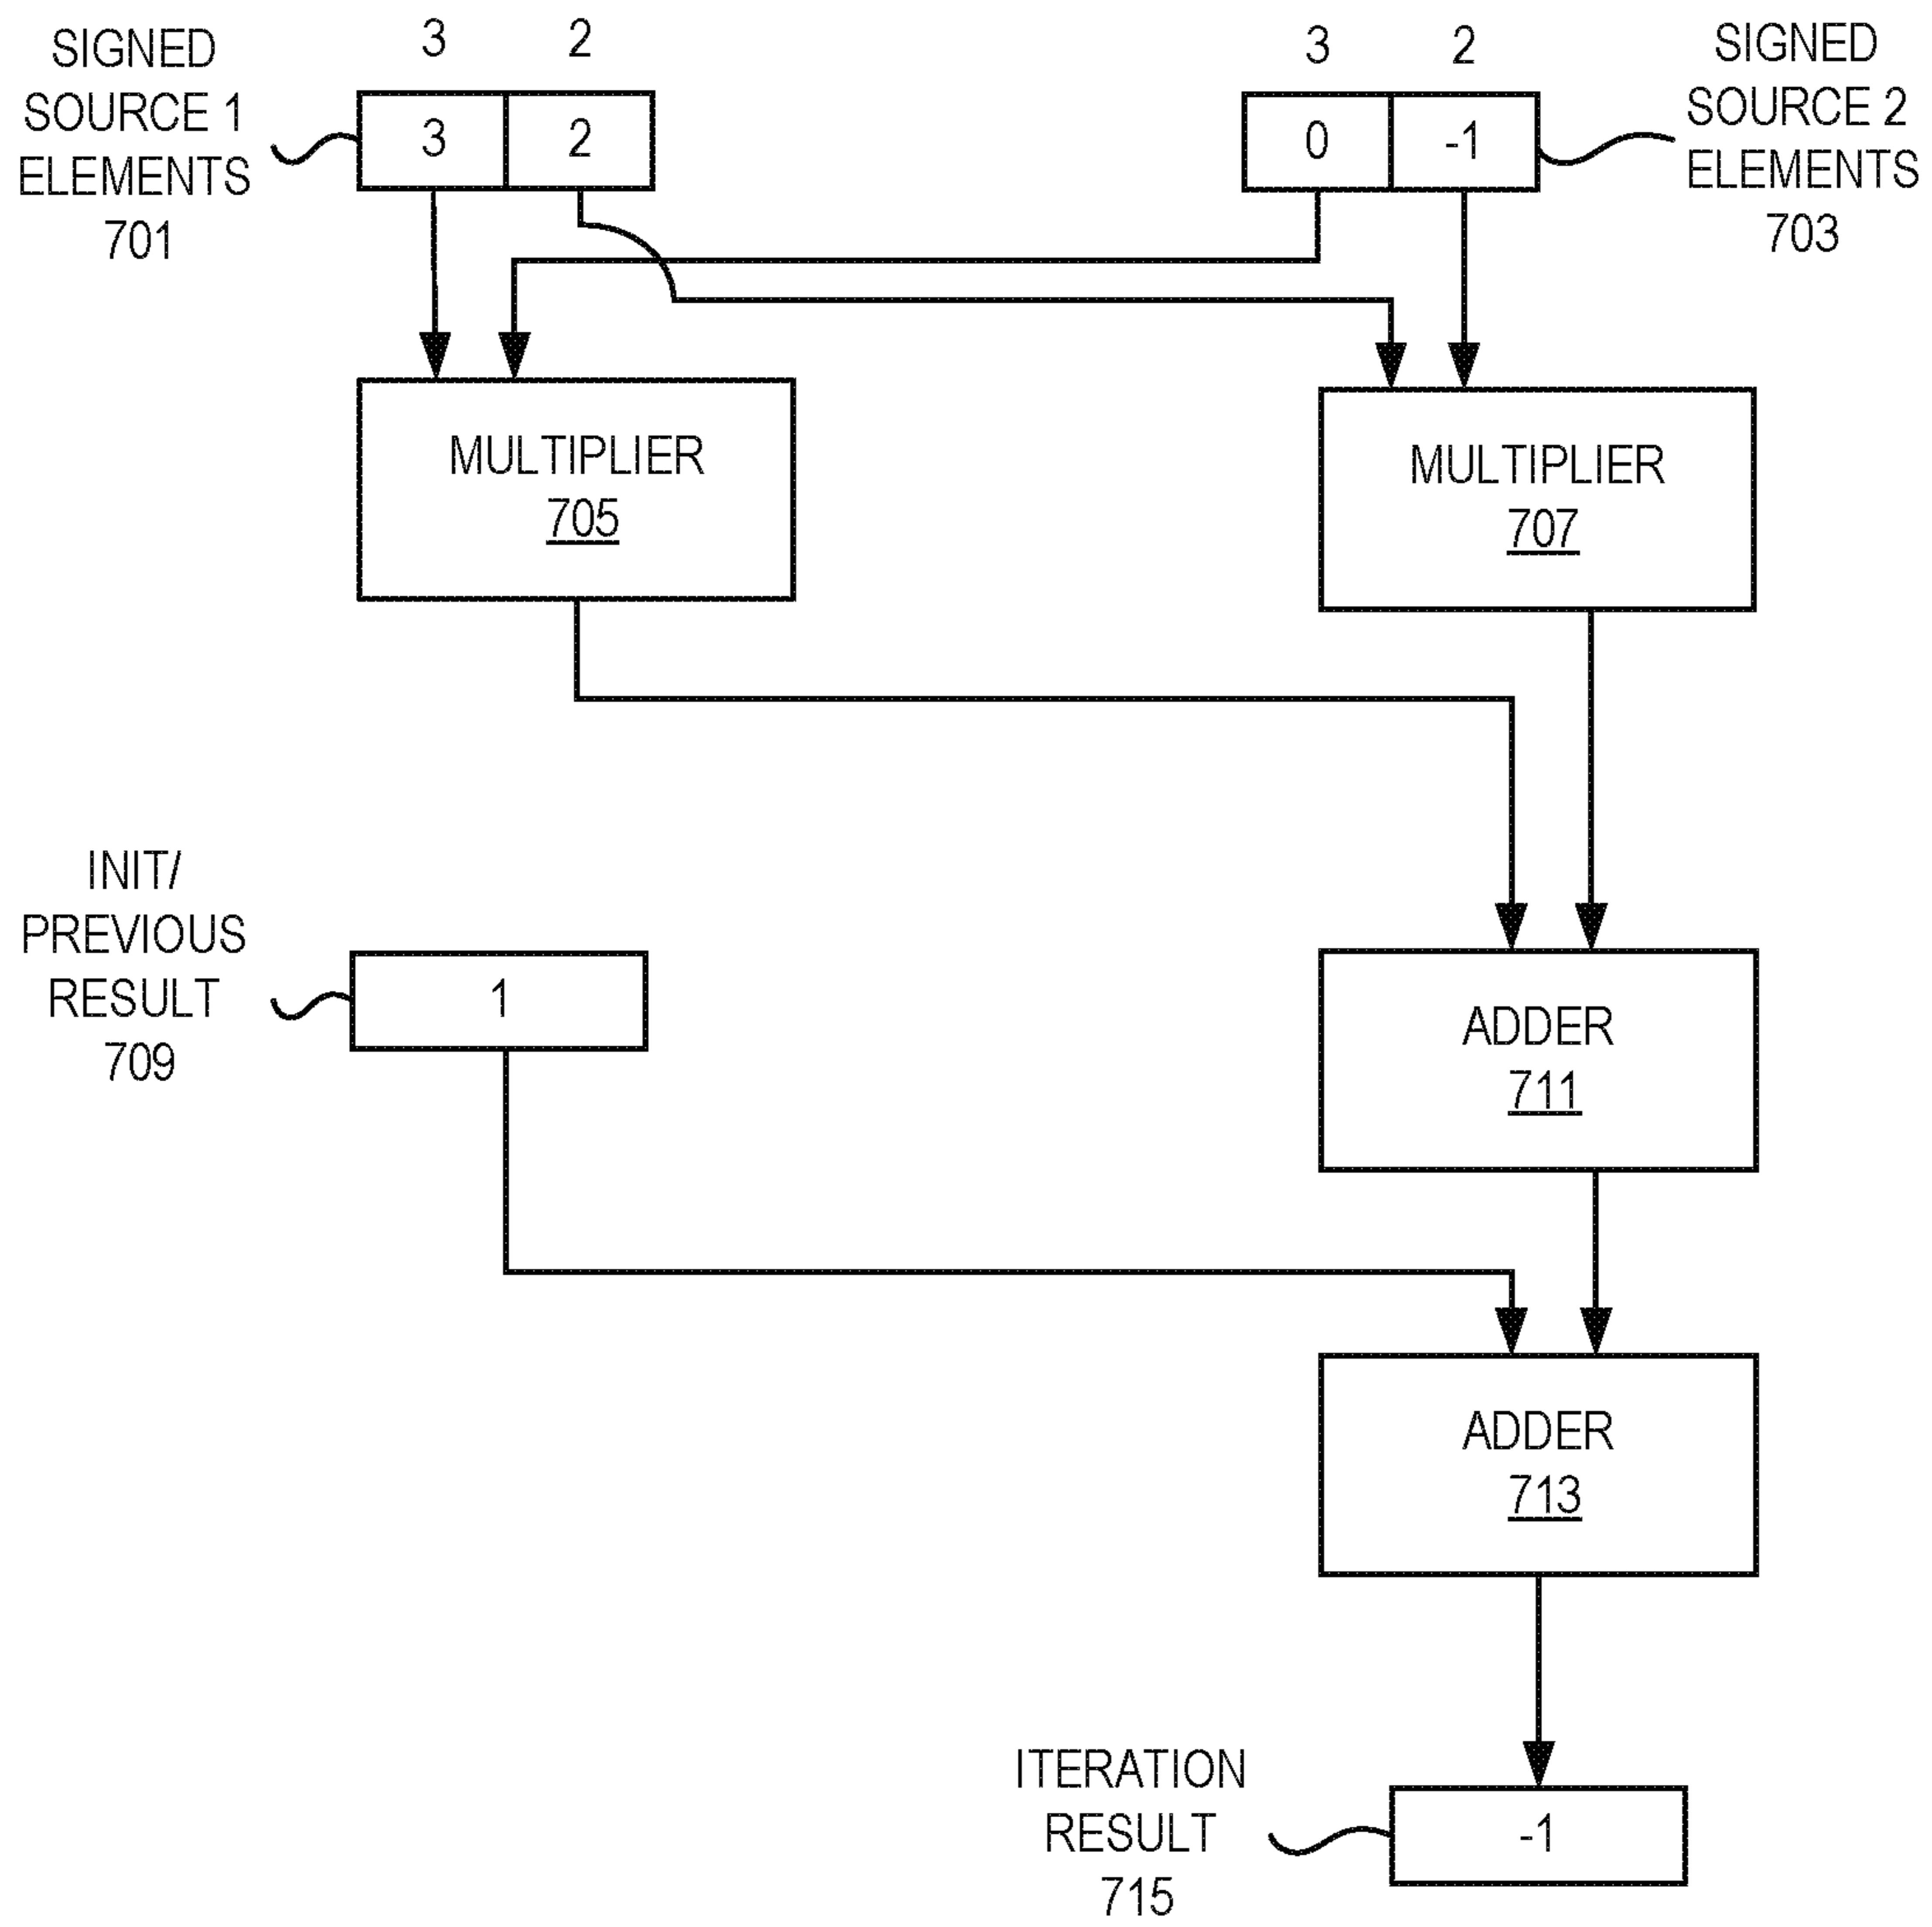 SIGNED
SOURCE 1
ELEMENTS
701
3 2
3 2
3 2
0 -1
SIGNED
SOURCE 2
ELEMENTS
703
MULTIPLIER
705
MULTIPLIER
707
INIT/
PREVIOUS
RESULT
709
1
ADDER
711
ADDER
713
ITERATION
RESULT
715
-1